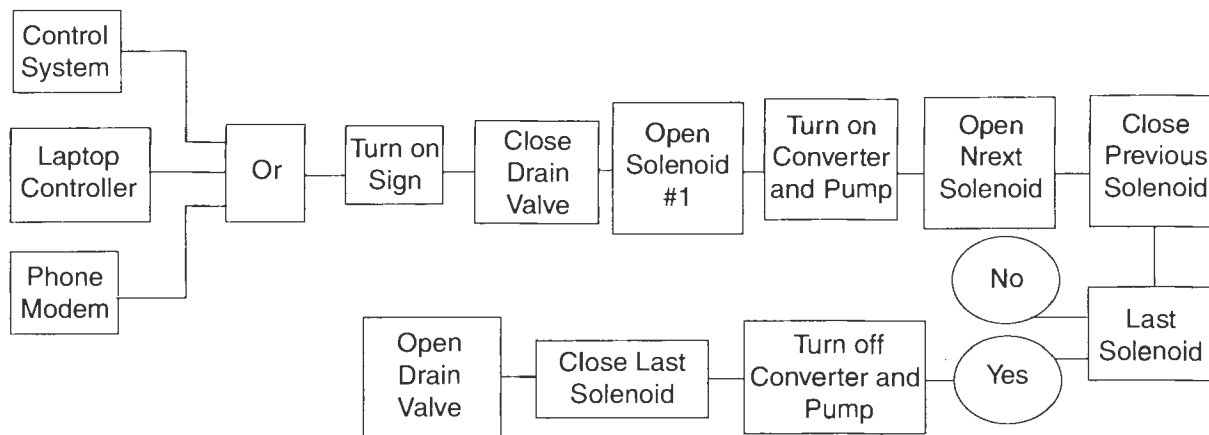 Control
System
Laptop
Controller
Phone
Modem
Or
Turn on
Sign
Close
Drain
Valve
Open
Solenoid
#1
Turn on
Converter
and Pump
Open
Nrext
Solenoid
Close
Previous
Solenoid
No
Last
Solenoid
Yes
Turn off
Converter and
Pump
Close Last
Solenoid
Open
Drain
Valve